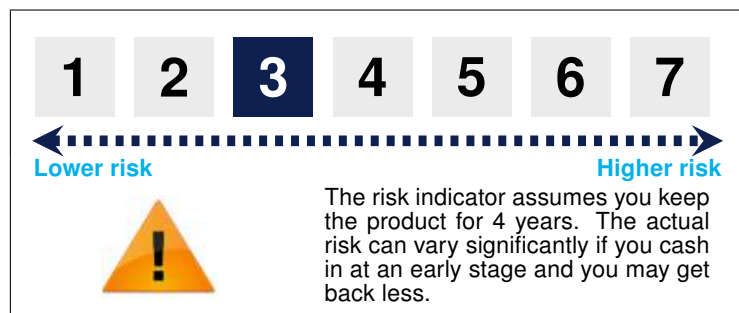 1 2 3 4 5 6 7
Lower risk Higher risk
!
The risk indicator assumes you keep
the product for 4 years. The actual
risk can vary significantly if you cash
in at an early stage and you may get
back less.